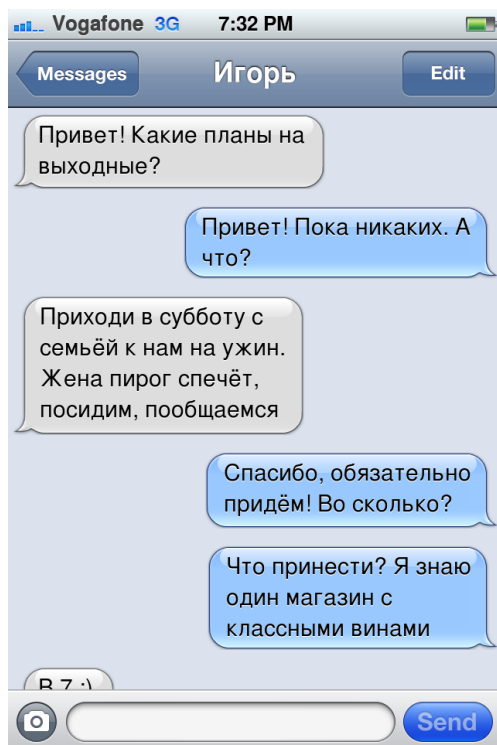 Vogafone 3G 7:32 PM
Messages Игорь Edit
Привет! Какие планы на
выходные?
Привет! Пока никаких. А
что?
Приходи в субботу с
семьёй к нам на ужин.
Жена пирог спечёт,
посидим, пообщаемся
Спасибо, обязательно
придём! Во сколько?
Что принести? Я знаю
один магазин с
классными винами
В 7 :)
Send